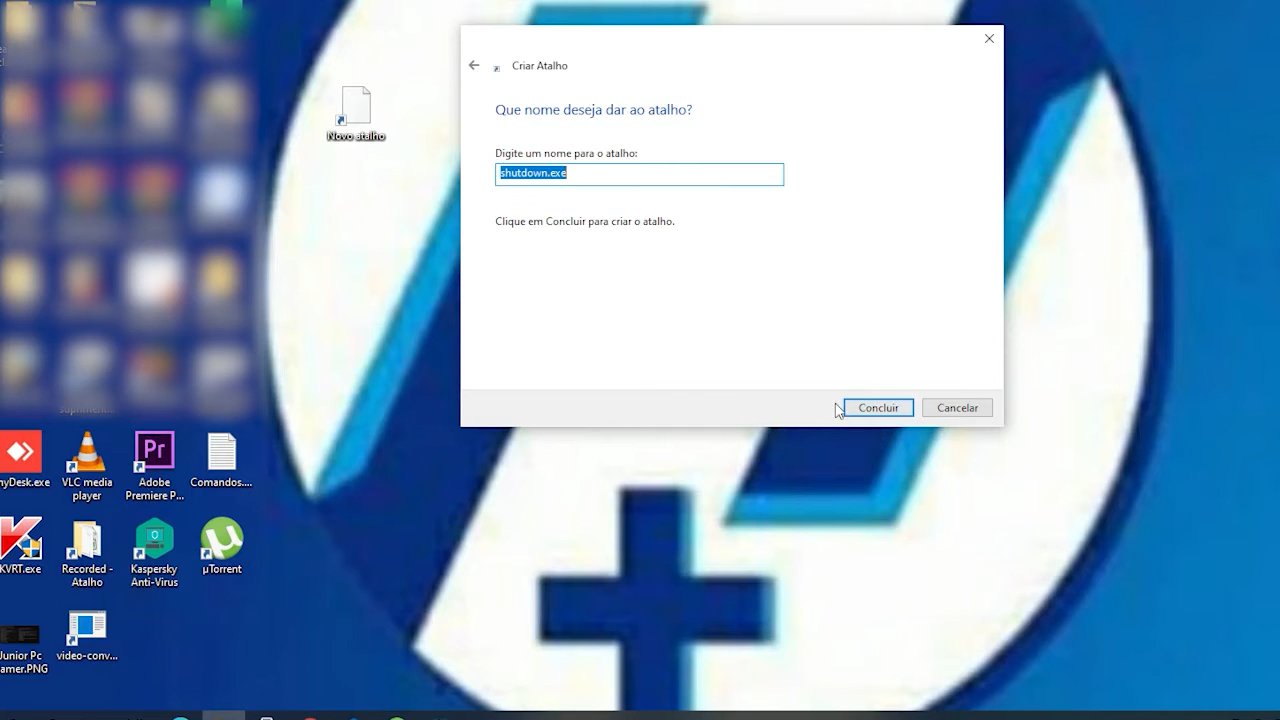 Criar Atalho
Que nome deseja dar ao atalho?
Digite um nome para o atalho:
shutdown.exe
Clique em Concluir para criar o atalho.
Concluir
Cancelar
Novo atalho
nyDesk.exe
VLC media
player
Adobe
Premiere P...
Comandos....
KVRT.exe
Recorded -
Atalho
Kaspersky
Anti-Virus
µTorrent
Junior Pc
amer.PNG
video-conv...
Pr